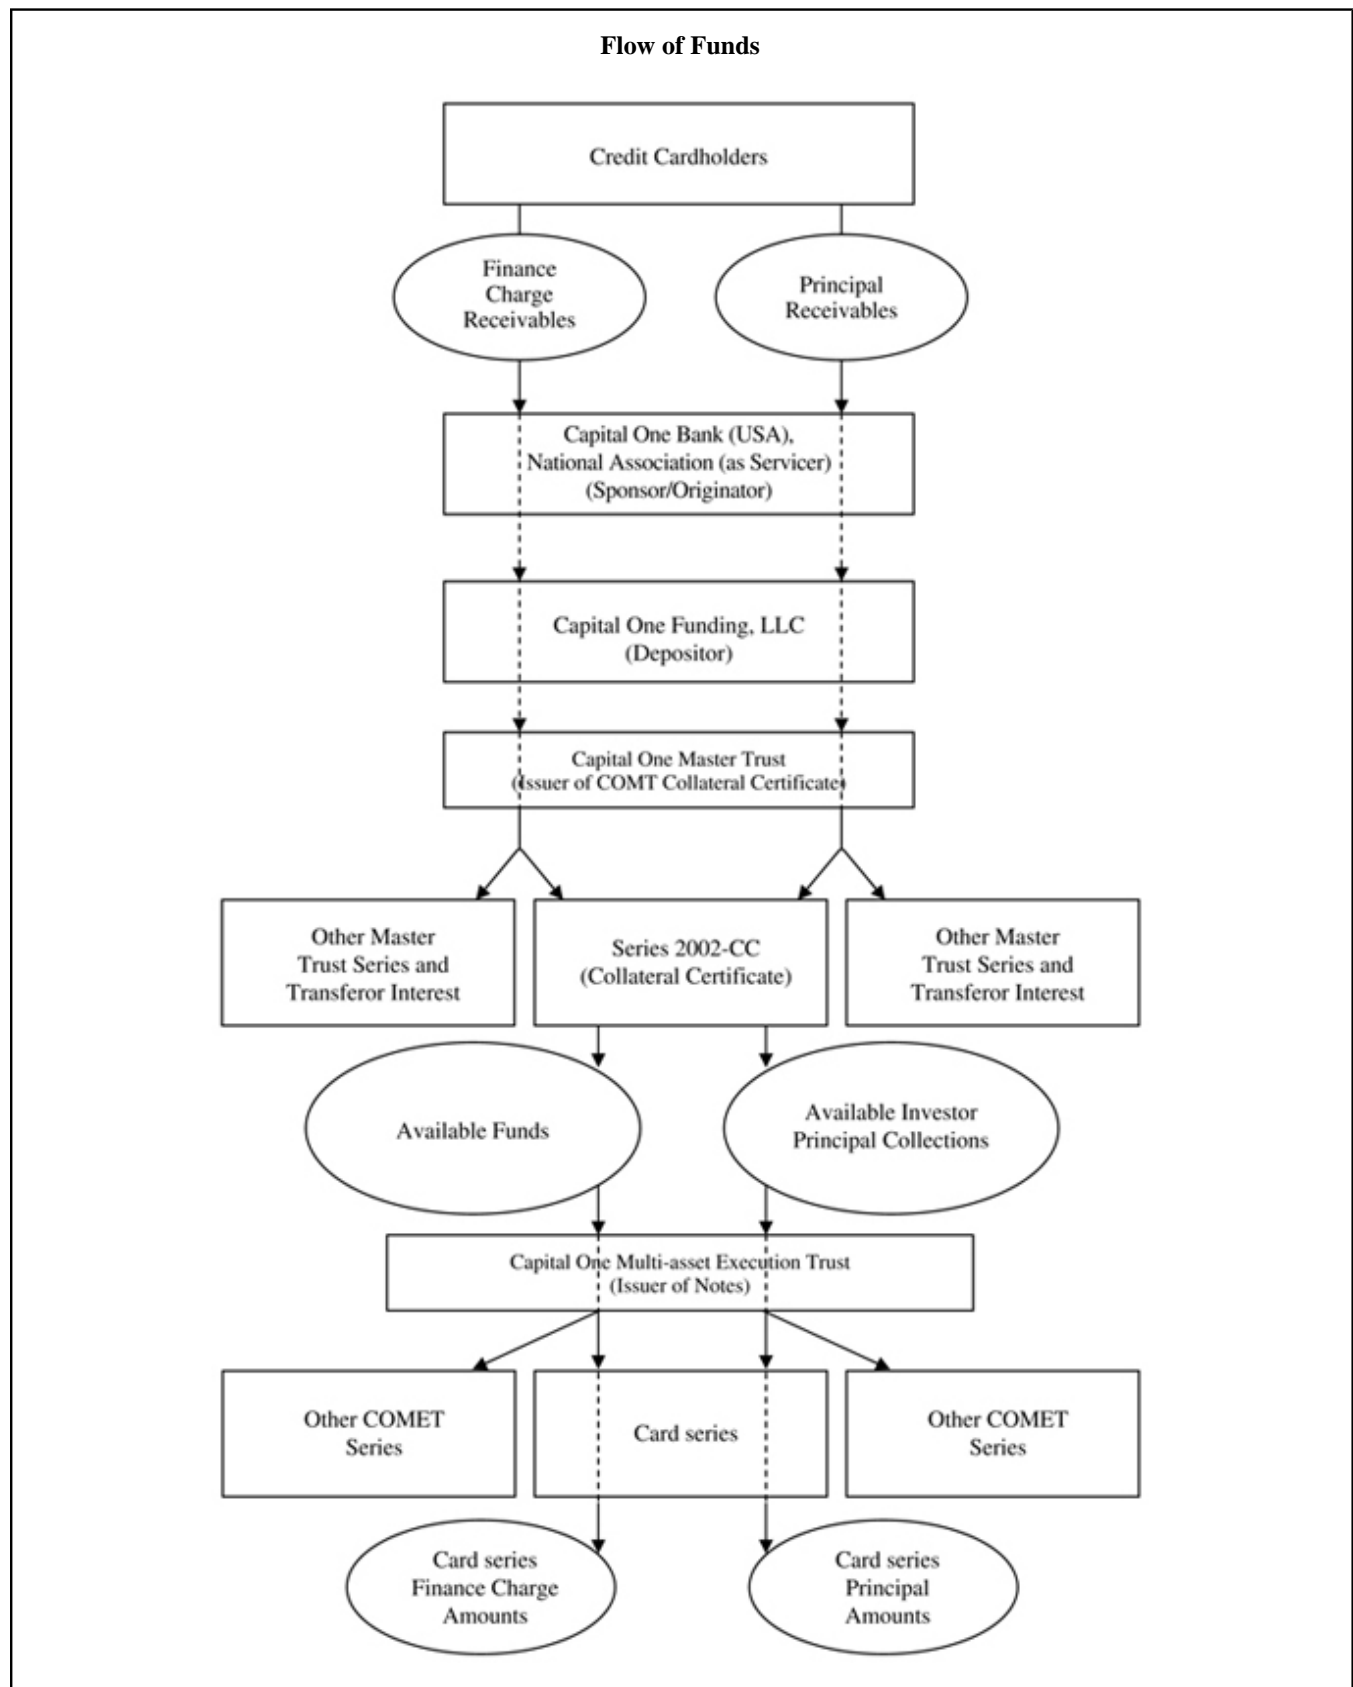 Flow of Funds
Credit Cardholders
Finance
Charge
Receivables
Principal
Receivables
Capital One Bank (USA),
National Association (as Servicer)
(Sponsor/Originator)
Capital One Funding, LLC
(Depositor)
Capital One Master Trust
(Issuer of COMT Collateral Certificate)
Other Master
Trust Series and
Transferor Interest
Series 2002-CC
(Collateral Certificate)
Other Master
Trust Series and
Transferor Interest
Available Funds
Available Investor
Principal Collections
Capital One Multi-asset Execution Trust
(Issuer of Notes)
Other COMET
Series
Card series
Other COMET
Series
Card series
Finance Charge
Amounts
Card series
Principal
Amounts